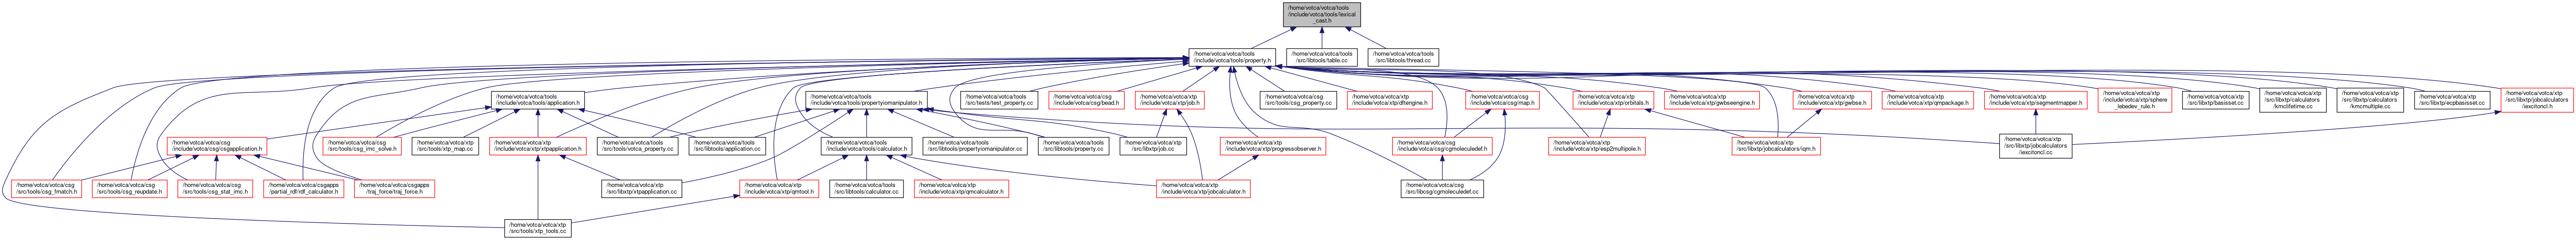 /home/votca/votca/tools
/include/votca/tools/lexical
_cast.h
/home/votca/votca/tools
/include/votca/tools/property.h
/home/votca/votca/tools
/src/libtools/table.cc
/home/votca/votca/tools
/src/libtools/thread.cc
/home/votca/votca/tools
/include/votca/tools/application.h
/home/votca/votca/tools
/include/votca/tools/propertyiomanipulator.h
/home/votca/votca/tools
/src/tests/test_property.cc
/home/votca/votca/csg
/include/votca/csg/bead.h
/home/votca/votca/xtp
/include/votca/xtp/job.h
/home/votca/votca/csg
/src/tools/csg_property.cc
/home/votca/votca/xtp
/include/votca/xtp/dftengine.h
/home/votca/votca/csg
/include/votca/csg/map.h
/home/votca/votca/xtp
/include/votca/xtp/orbitals.h
/home/votca/votca/xtp
/include/votca/xtp/gwbseengine.h
/home/votca/votca/xtp
/include/votca/xtp/gwbse.h
/home/votca/votca/xtp
/include/votca/xtp/qmpackage.h
/home/votca/votca/xtp
/include/votca/xtp/segmentmapper.h
/home/votca/votca/xtp
/include/votca/xtp/sphere
_lebedev_rule.h
/home/votca/votca/xtp
/src/libxtp/basisset.cc
/home/votca/votca/xtp
/src/libxtp/calculators
/kmclifetime.cc
/home/votca/votca/xtp
/src/libxtp/calculators
/kmcmultiple.cc
/home/votca/votca/xtp
/src/libxtp/ecpbasisset.cc
/home/votca/votca/xtp
/src/libxtp/jobcalculators
/iexcitoncl.h
/home/votca/votca/csg
/include/votca/csg/csgapplication.h
/home/votca/votca/csg
/src/tools/csg_imc_solve.h
/home/votca/votca/xtp
/src/tools/xtp_map.cc
/home/votca/votca/xtp
/include/votca/xtp/xtpapplication.h
/home/votca/votca/tools
/src/tools/votca_property.cc
/home/votca/votca/tools
/src/libtools/application.cc
/home/votca/votca/tools
/include/votca/tools/calculator.h
/home/votca/votca/tools
/src/libtools/propertyiomanipulator.cc
/home/votca/votca/tools
/src/libtools/property.cc
/home/votca/votca/xtp
/src/libxtp/job.cc
/home/votca/votca/xtp
/include/votca/xtp/progressobserver.h
/home/votca/votca/csg
/include/votca/csg/cgmoleculedef.h
/home/votca/votca/xtp
/include/votca/xtp/esp2multipole.h
/home/votca/votca/xtp
/src/libxtp/jobcalculators/iqm.h
/home/votca/votca/xtp
/src/libxtp/jobcalculators
/iexcitoncl.cc
/home/votca/votca/csg
/src/tools/csg_fmatch.h
/home/votca/votca/csg
/src/tools/csg_reupdate.h
/home/votca/votca/csg
/src/tools/csg_stat_imc.h
/home/votca/votca/csgapps
/partial_rdf/rdf_calculator.h
/home/votca/votca/csgapps
/traj_force/traj_force.h
/home/votca/votca/xtp
/src/libxtp/xtpapplication.cc
/home/votca/votca/xtp
/include/votca/xtp/qmtool.h
/home/votca/votca/tools
/src/libtools/calculator.cc
/home/votca/votca/xtp
/include/votca/xtp/qmcalculator.h
/home/votca/votca/xtp
/include/votca/xtp/jobcalculator.h
/home/votca/votca/csg
/src/libcsg/cgmoleculedef.cc
/home/votca/votca/xtp
/src/tools/xtp_tools.cc